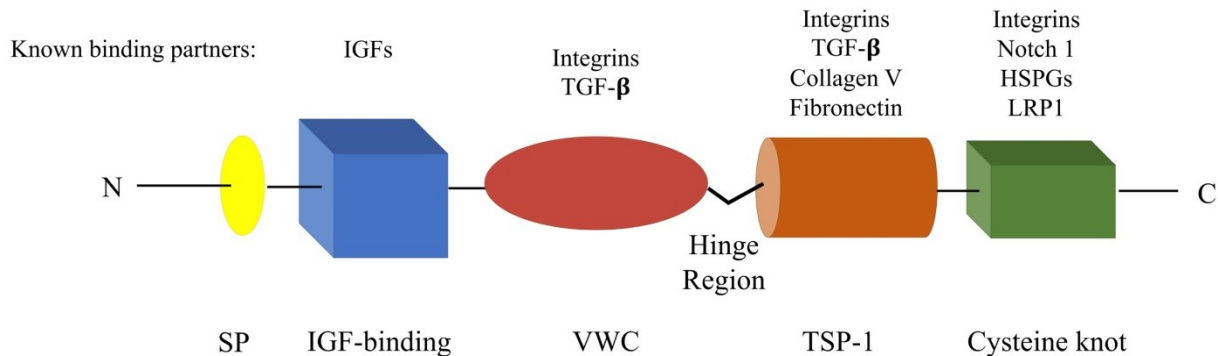 Known binding partners:
IGFs
Integrins
TGF-β
Integrins
TGF-β
Collagen V
Fibronectin
Integrins
Notch 1
HSPGs
LRP1
N
C
Hinge
Region
SP
IGF-binding
VWC
TSP-1
Cysteine knot